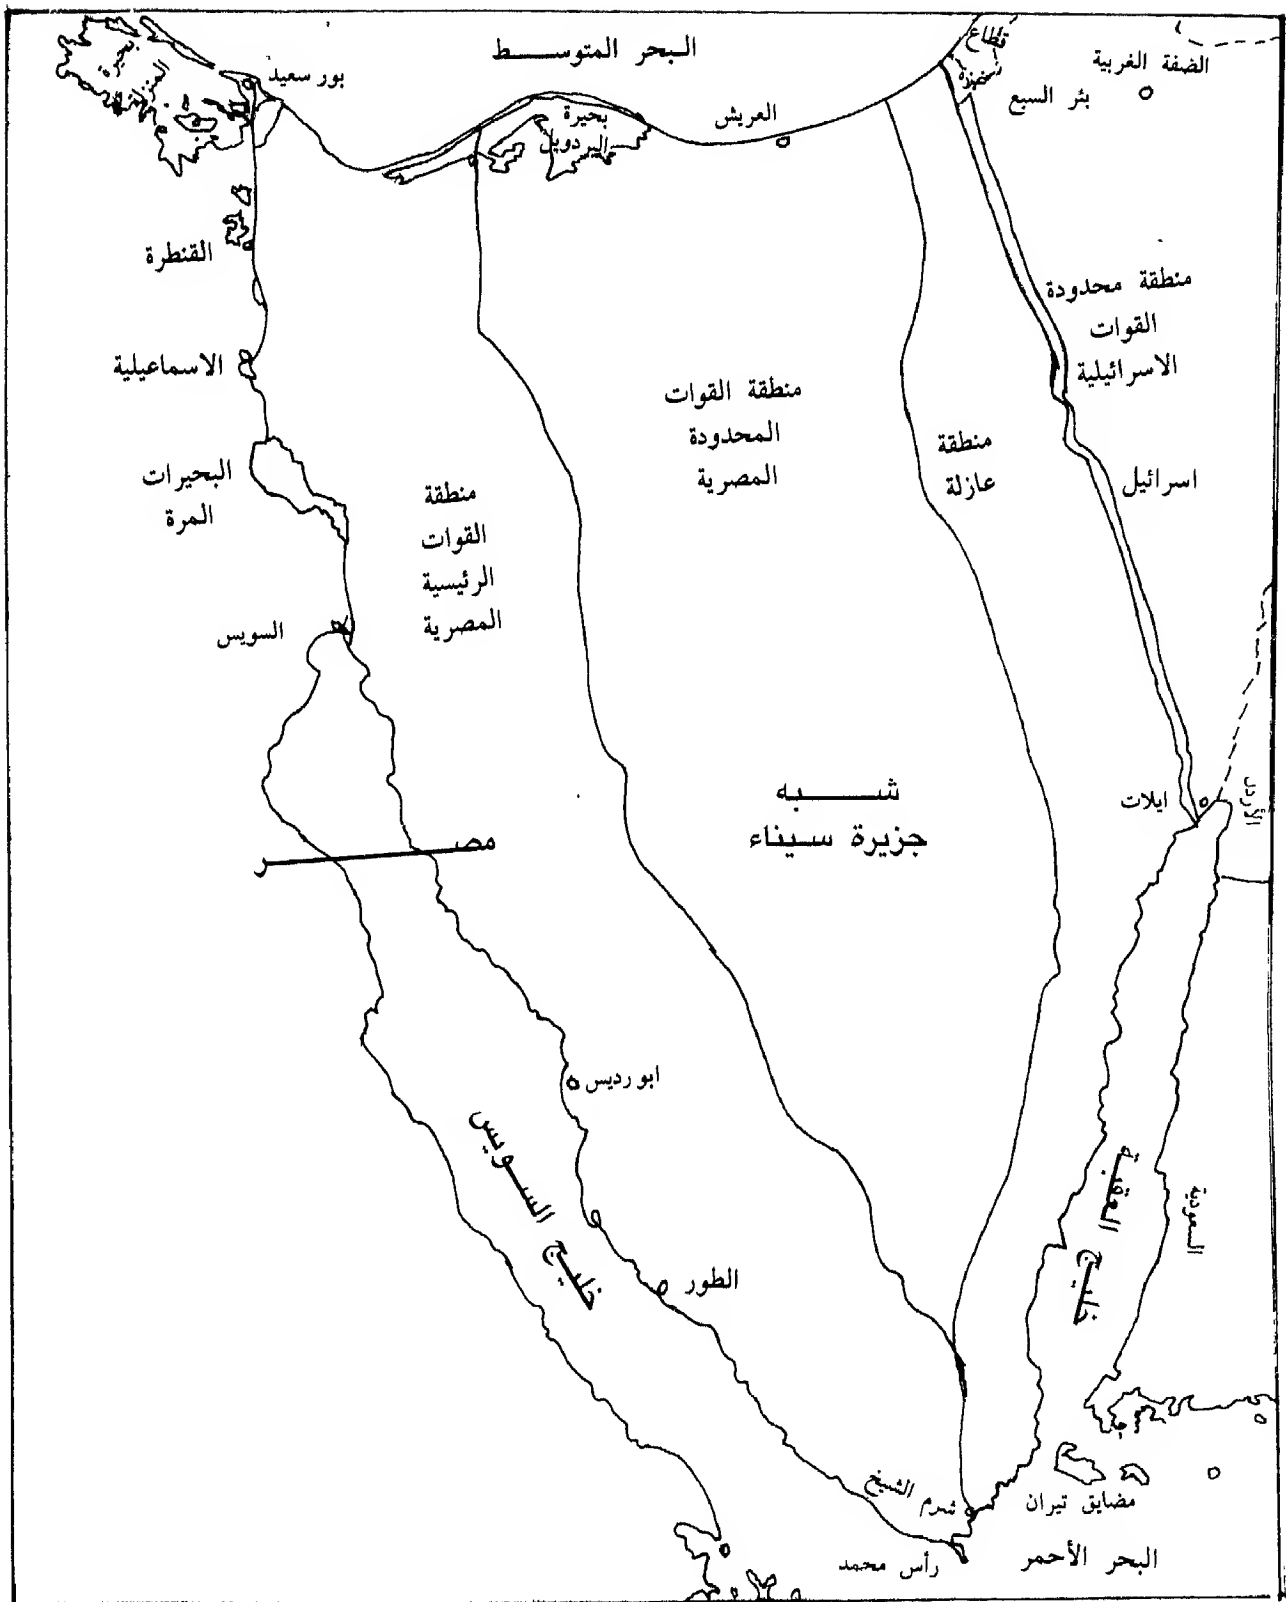 البحر المتوسط
قطاع
غزة
الضفة الغربية
بئر السبع
بور سعيد
بحيرة
المنزلة
العريش
بحيرة
البردويل
القنطرة
منطقة محدودة
القوات
الاسرائيلية
الاسماعيلية
منطقة القوات
المحدودة
المصرية
منطقة
عازلة
اسرائيل
البحيرات
المرة
منطقة
القوات
الرئيسية
المصرية
السويس
شبه
جزيرة سيناء
ايلات
الأردن
مصر
ابو رديس
خليج السويس
خليج العقبة
السعودية
الطور
شرم الشيخ
مضايق تيران
رأس محمد
البحر الأحمر